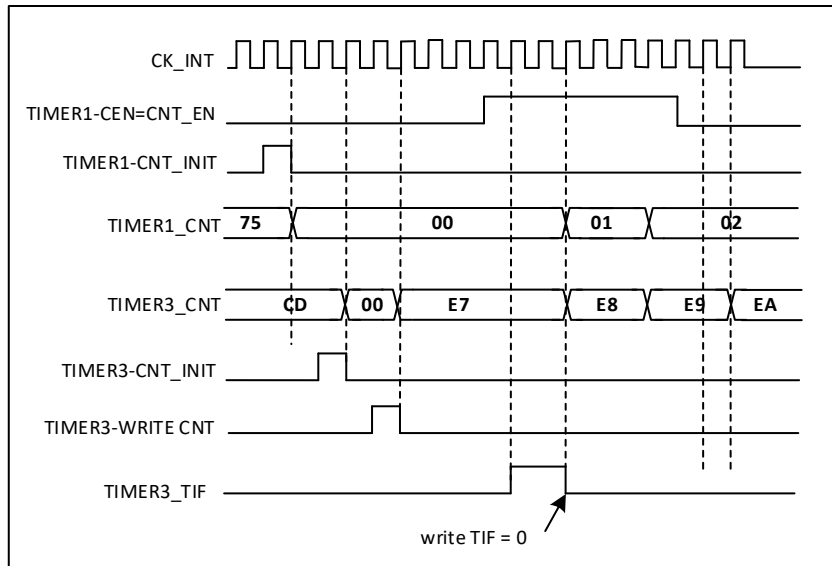 CK_INT
TIMER1-CEN=CNT_EN
TIMER1-CNT_INIT
TIMER1_CNT 75 00 01 02
TIMER3_CNT CD 00 E7 E8 E9 EA
TIMER3-CNT_INIT
TIMER3-WRITE CNT
TIMER3_TIF
write TIF = 0